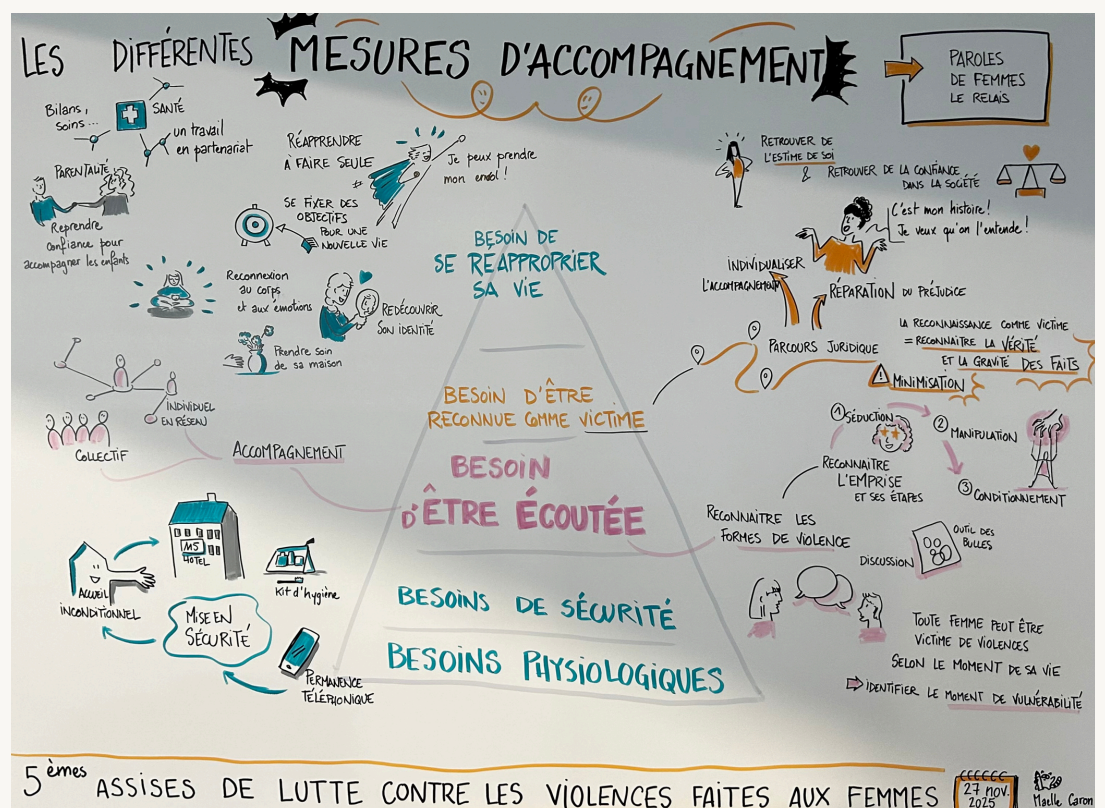 LES DIFFÉRENTES MESURES D'ACCOMPAGNEMENT
PAROLES
DE FEMMES
LE RELAIS
Bilans,
soins...
SANTÉ
un travail
en partenariat
PARENTALITÉ
Reprendre
confiance pour
accompagner les enfants
RÉAPPRENDRE
À FAIRE SEULE
Je peux prendre
mon envol !
SE FIXER DES
OBJECTIFS
POUR UNE
NOUVELLE VIE
Reconnexion
au corps
et aux émotions
REDÉCOUVRIR
SON IDENTITÉ
Prendre soin
de sa maison
INDIVIDUEL
EN RÉSEAU
COLLECTIF
ACCOMPAGNEMENT
M5
HOTEL
ACCUEIL
INCONDITIONNEL
Kit d'hygiène
MISE EN
SÉCURITÉ
PERMANENCE
TÉLÉPHONIQUE
BESOIN DE
SE RÉAPPROPRIER
SA VIE
BESOIN D'ÊTRE
RECONNUE COMME VICTIME
BESOIN
D'ÊTRE ÉCOUTÉE
BESOINS DE SÉCURITÉ
BESOINS PHYSIOLOGIQUES
RETROUVER DE
L'ESTIME DE SOI
& RETROUVER DE LA CONFIANCE
DANS LA SOCIÉTÉ
C'est mon histoire !
Je veux qu'on l'entende !
INDIVIDUALISER
L'ACCOMPAGNEMENT
RÉPARATION DU PRÉJUDICE
PARCOURS JURIDIQUE
LA RECONNAISSANCE COMME VICTIME
= RECONNAITRE LA VÉRITÉ
ET LA GRAVITÉ DES FAITS
! MINIMISATION
1 SÉDUCTION
2 MANIPULATION
3 CONDITIONNEMENT
RECONNAITRE
L'EMPRISE
ET SES ÉTAPES
RECONNAITRE LES
FORMES DE VIOLENCE
OUTIL DES
BULLES
DISCUSSION
TOUTE FEMME PEUT ÊTRE
VICTIME DE VIOLENCES
SELON LE MOMENT DE SA VIE
IDENTIFIER LE MOMENT DE VULNÉRABILITÉ
5èmes ASSISES DE LUTTE CONTRE LES VIOLENCES FAITES AUX FEMMES
27 NOV.
2025
Maëlle Caron